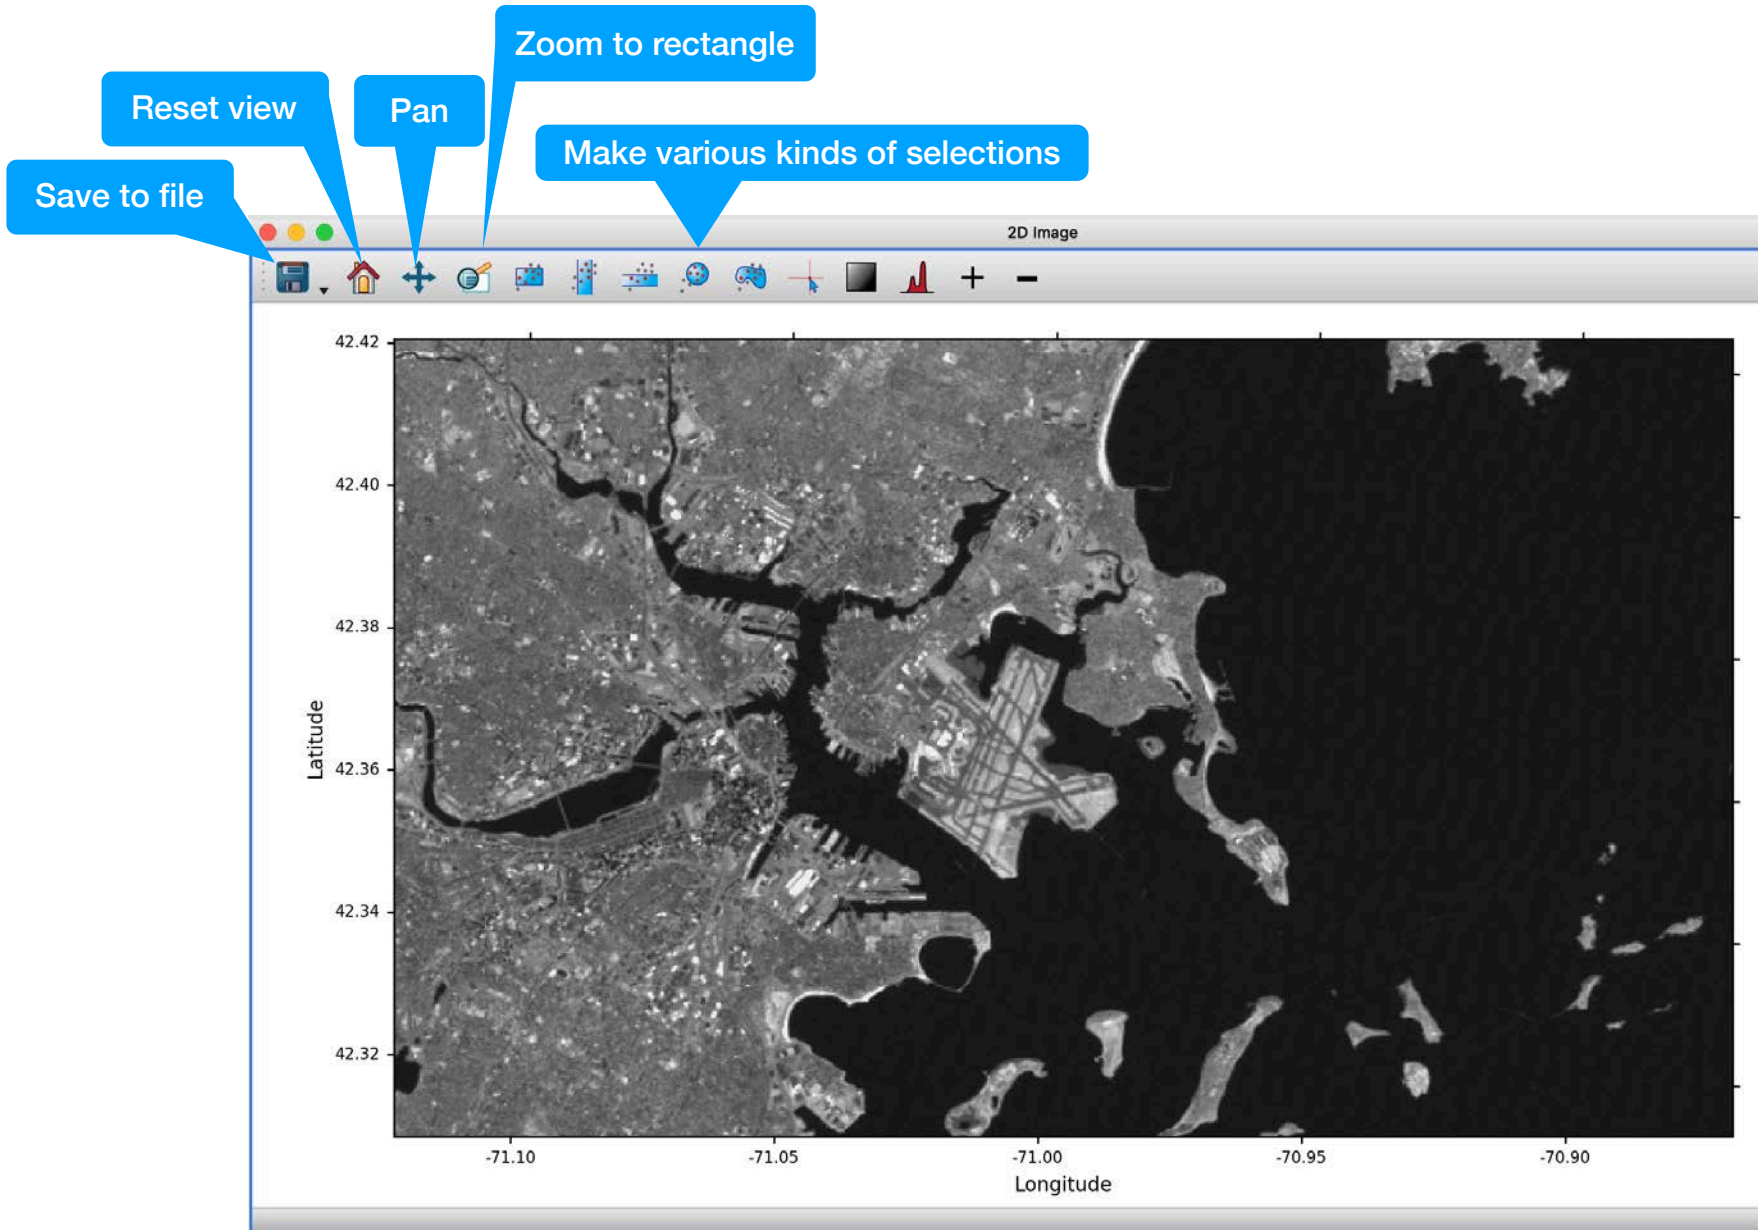 Zoom to rectangle
Reset view
Pan
Make various kinds of selections
Save to file
2D Image
42.42
42.40
42.38
42.36
42.34
42.32
Latitude
-71.10
-71.05
-71.00
-70.95
-70.90
Longitude